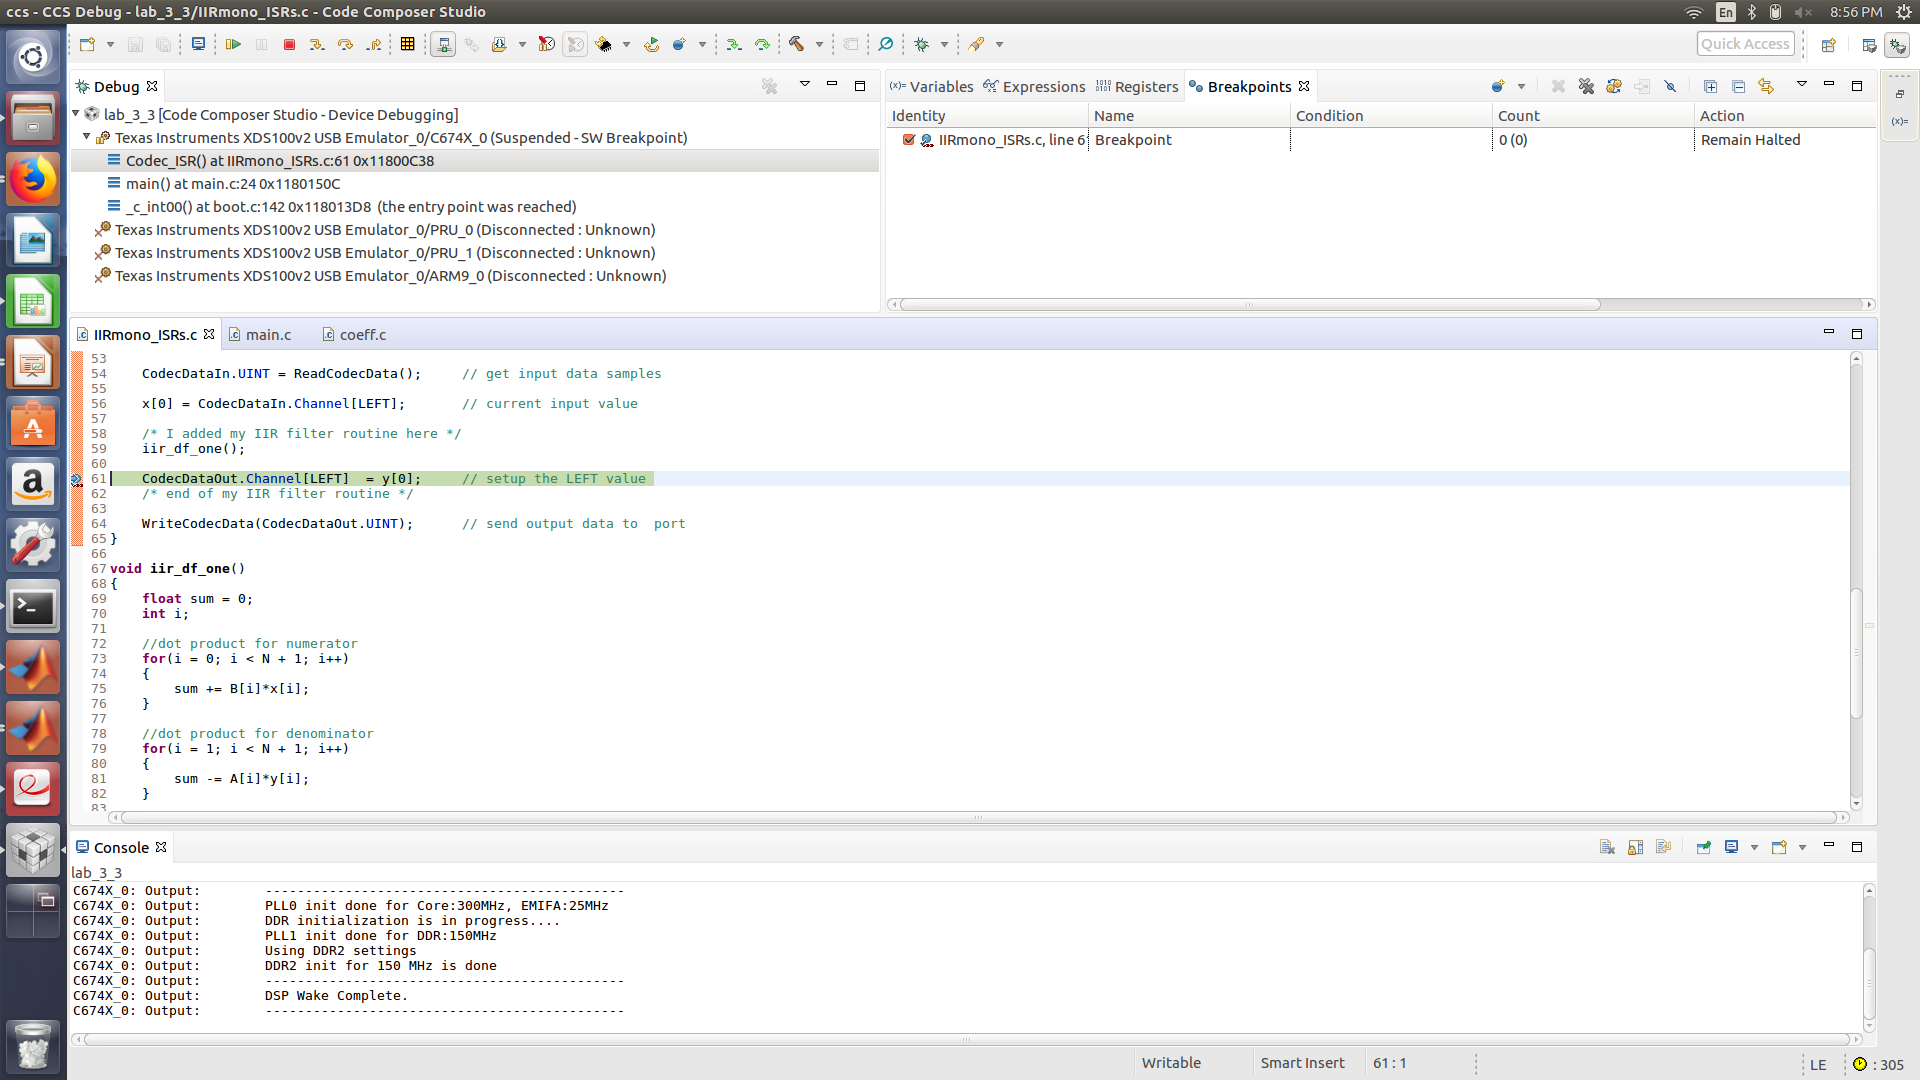 ccs - CCS Debug - lab_3_3/IIRmono_ISRs.c - Code Composer Studio
En
8:56 PM
Quick Access
Debug
lab_3_3 [Code Composer Studio - Device Debugging]
Texas Instruments XDS100v2 USB Emulator_0/C674X_0 (Suspended - SW Breakpoint)
Codec_ISR() at IIRmono_ISRs.c:61 0x11800C38
main() at main.c:24 0x1180150C
_c_int00() at boot.c:142 0x118013D8 (the entry point was reached)
Texas Instruments XDS100v2 USB Emulator_0/PRU_0 (Disconnected : Unknown)
Texas Instruments XDS100v2 USB Emulator_0/PRU_1 (Disconnected : Unknown)
Texas Instruments XDS100v2 USB Emulator_0/ARM9_0 (Disconnected : Unknown)
(x)= Variables Expressions 1010 0101 Registers Breakpoints
Identity Name Condition Count Action
IIRmono_ISRs.c, line 6 Breakpoint 0 (0) Remain Halted
(x)=
IIRmono_ISRs.c main.c coeff.c
53
54 CodecDataIn.UINT = ReadCodecData(); // get input data samples
55
56 x[0] = CodecDataIn.Channel[LEFT]; // current input value
57
58 /* I added my IIR filter routine here */
59 iir_df_one();
60
61 CodecDataOut.Channel[LEFT] = y[0]; // setup the LEFT value
62 /* end of my IIR filter routine */
63
64 WriteCodecData(CodecDataOut.UINT); // send output data to port
65 }
66
67 void iir_df_one()
68 {
69 float sum = 0;
70 int i;
71
72 //dot product for numerator
73 for(i = 0; i < N + 1; i++)
74 {
75 sum += B[i]*x[i];
76 }
77
78 //dot product for denominator
79 for(i = 1; i < N + 1; i++)
80 {
81 sum -= A[i]*y[i];
82 }
83
Console
lab_3_3
C674X_0: Output: ---------------------------------------------
C674X_0: Output: PLL0 init done for Core:300MHz, EMIFA:25MHz
C674X_0: Output: DDR initialization is in progress....
C674X_0: Output: PLL1 init done for DDR:150MHz
C674X_0: Output: Using DDR2 settings
C674X_0: Output: DDR2 init for 150 MHz is done
C674X_0: Output: ---------------------------------------------
C674X_0: Output: DSP Wake Complete.
C674X_0: Output: ---------------------------------------------
Writable Smart Insert 61 : 1 LE : 305